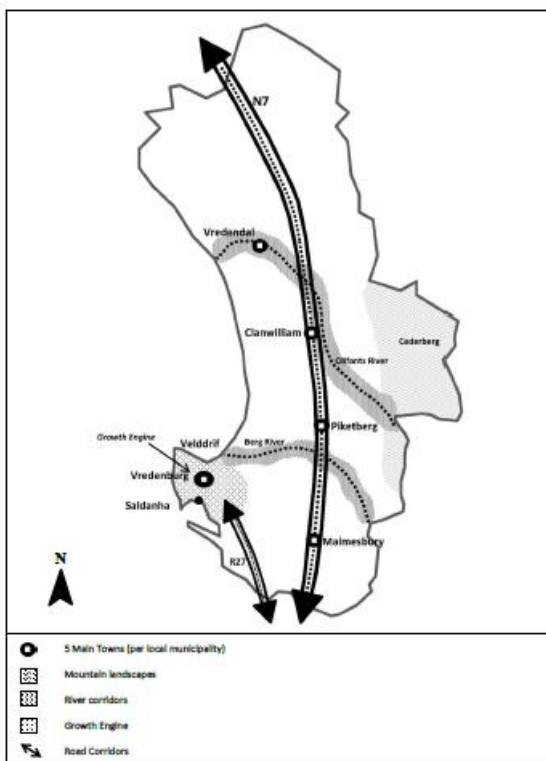 N7
Vredendal
Clanwilliam
Cederberg
Olifants River
Piketberg
Growth Engine
Velddrif
Berg River
Vredenburg
Saldanha
Malmesbury
R27
N
5 Main Towns (per local municipality)
Mountain landscapes
River corridors
Growth Engine
Road Corridors